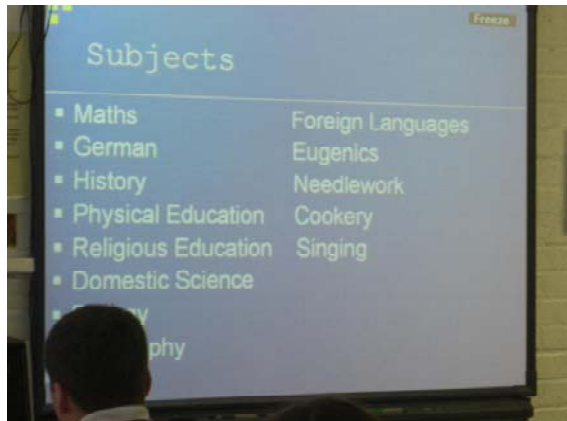 Freeze
Subjects
Maths
German
History
Physical Education
Religious Education
Domestic Science
Foreign Languages
Eugenics
Needlework
Cookery
Singing